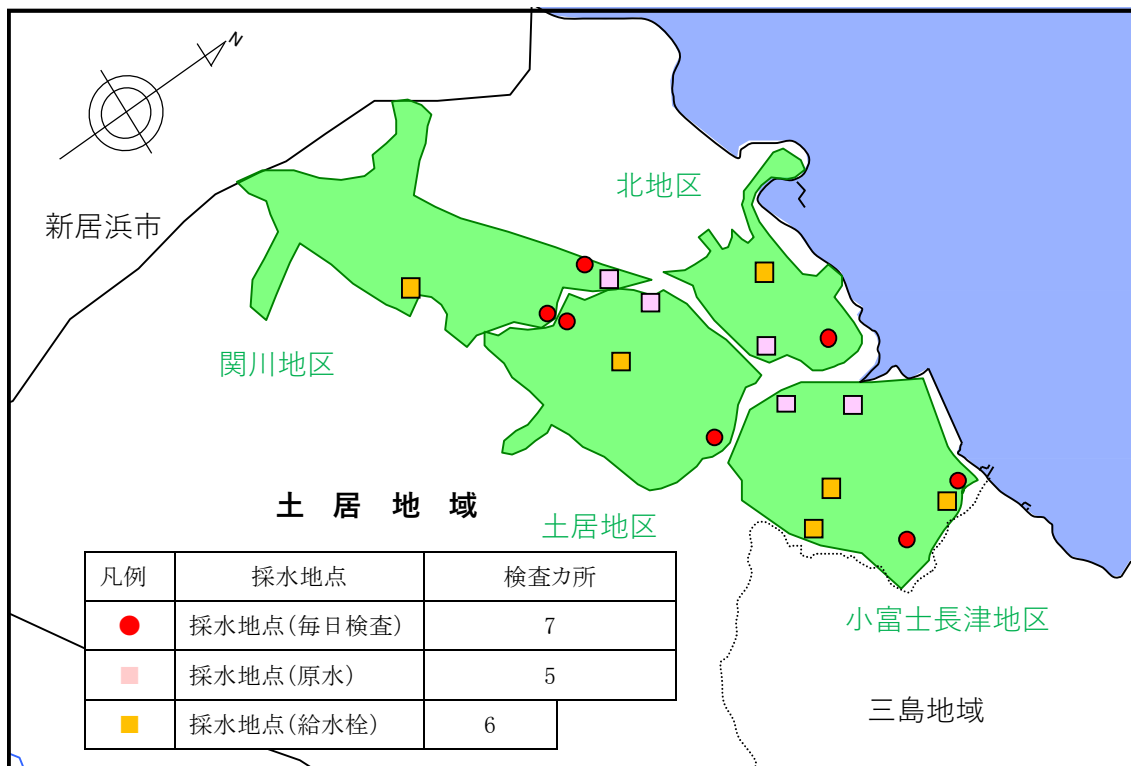 N
北地区
新居浜市
関川地区
土居地域
土居地区
凡例 採水地点 検査カ所
採水地点(毎日検査) 7
採水地点(原水) 5
採水地点(給水栓) 6
小富士長津地区
三島地域